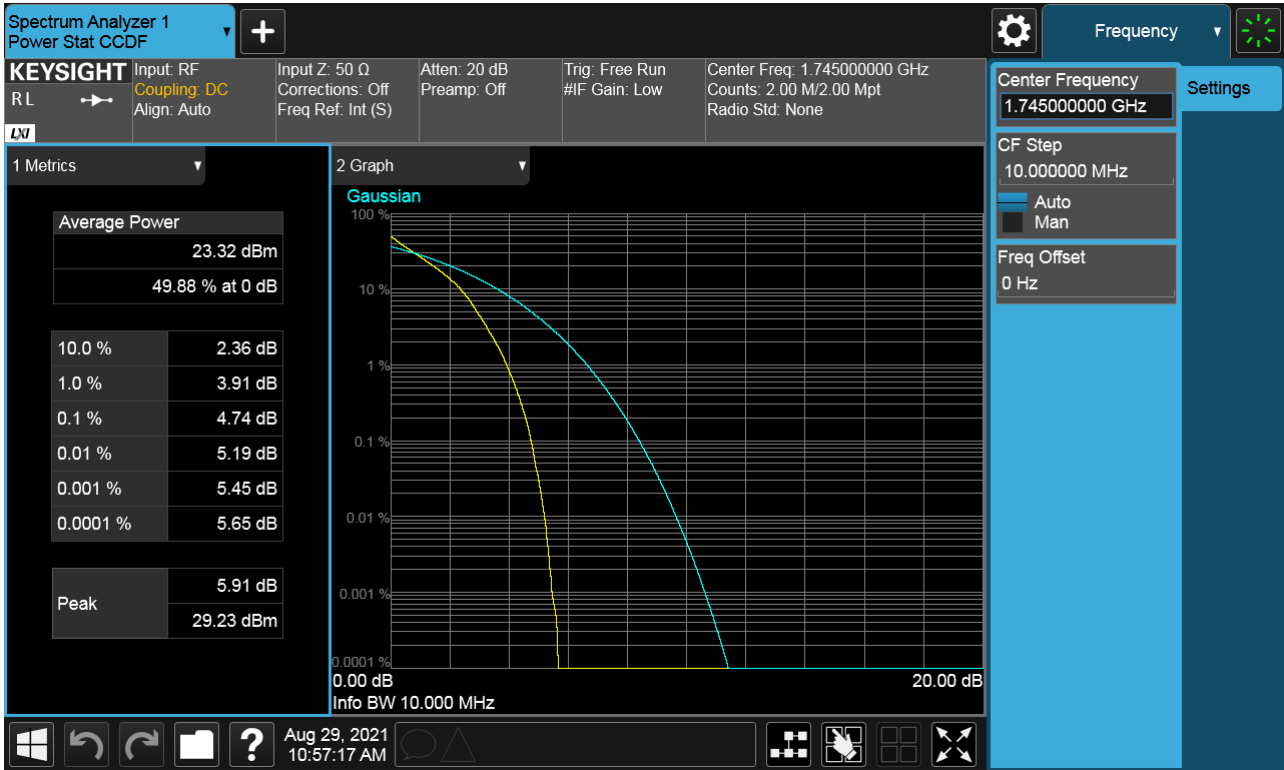 Spectrum Analyzer 1
Power Stat CCDF
+
Frequency
KEYSIGHT
R L
LXI
Input: RF
Coupling: DC
Align: Auto
Input Z: 50 Ω
Corrections: Off
Freq Ref: Int (S)
Atten: 20 dB
Preamp: Off
Trig: Free Run
#IF Gain: Low
Center Freq: 1.745000000 GHz
Counts: 2.00 M/2.00 Mpt
Radio Std: None
Center Frequency
1.745000000 GHz
Settings
CF Step
10.000000 MHz
Auto
Man
Freq Offset
0 Hz
1 Metrics
Average Power
23.32 dBm
49.88 % at 0 dB
10.0 % 2.36 dB
1.0 % 3.91 dB
0.1 % 4.74 dB
0.01 % 5.19 dB
0.001 % 5.45 dB
0.0001 % 5.65 dB
Peak
5.91 dB
29.23 dBm
2 Graph
Gaussian
100 %
10 %
1 %
0.1 %
0.01 %
0.001 %
0.0001 %
0.00 dB 20.00 dB
Info BW 10.000 MHz
?
Aug 29, 2021
10:57:17 AM